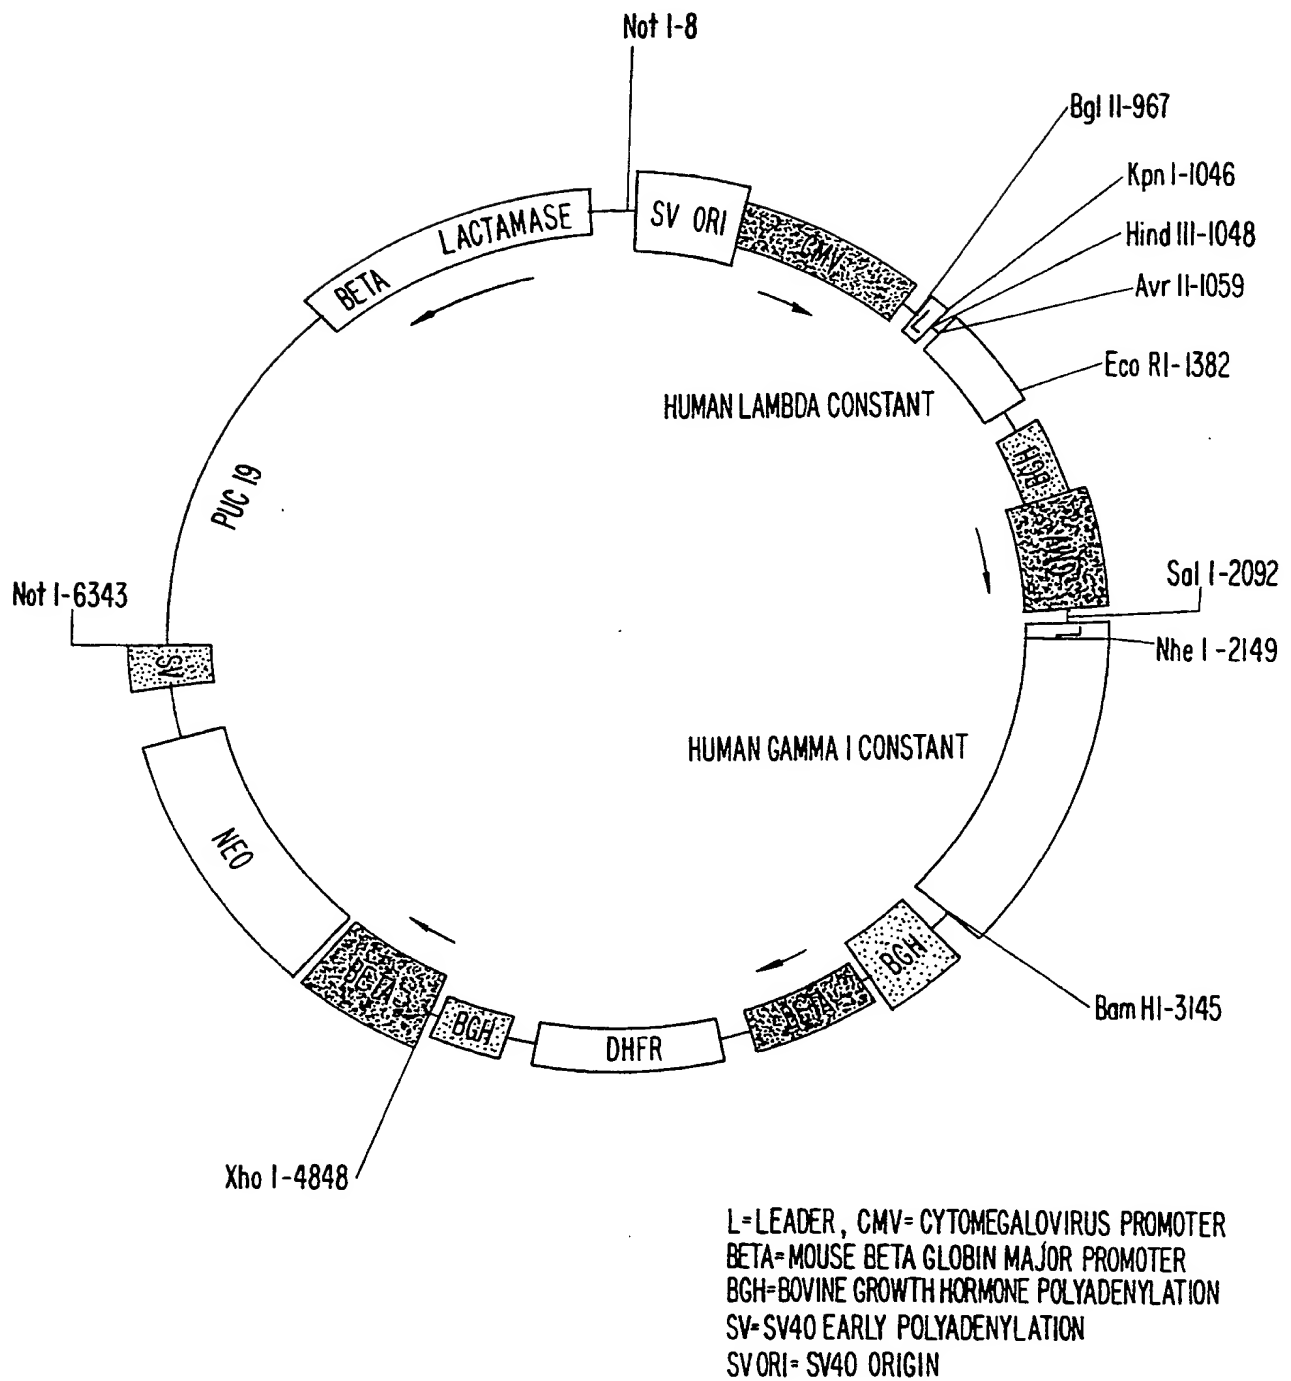 Not I-8
Bgl II-967
Kpn I-1046
Hind III-1048
Avr II-1059
Eco RI-1382
SV ORI
CMV
L
LACTAMASE
BETA
HUMAN LAMBDA CONSTANT
BGH
CMV
PUC 19
Sal I-2092
Not I-6343
L
Nhe I-2149
SV
HUMAN GAMMA I CONSTANT
NEO
BGH
BETA
BETA
BGH
DHFR
Bam HI-3145
Xho I-4848
L=LEADER, CMV= CYTOMEGALOVIRUS PROMOTER
BETA=MOUSE BETA GLOBIN MAJOR PROMOTER
BGH=BOVINE GROWTH HORMONE POLYADENYLATION
SV=SV40 EARLY POLYADENYLATION
SV ORI= SV40 ORIGIN